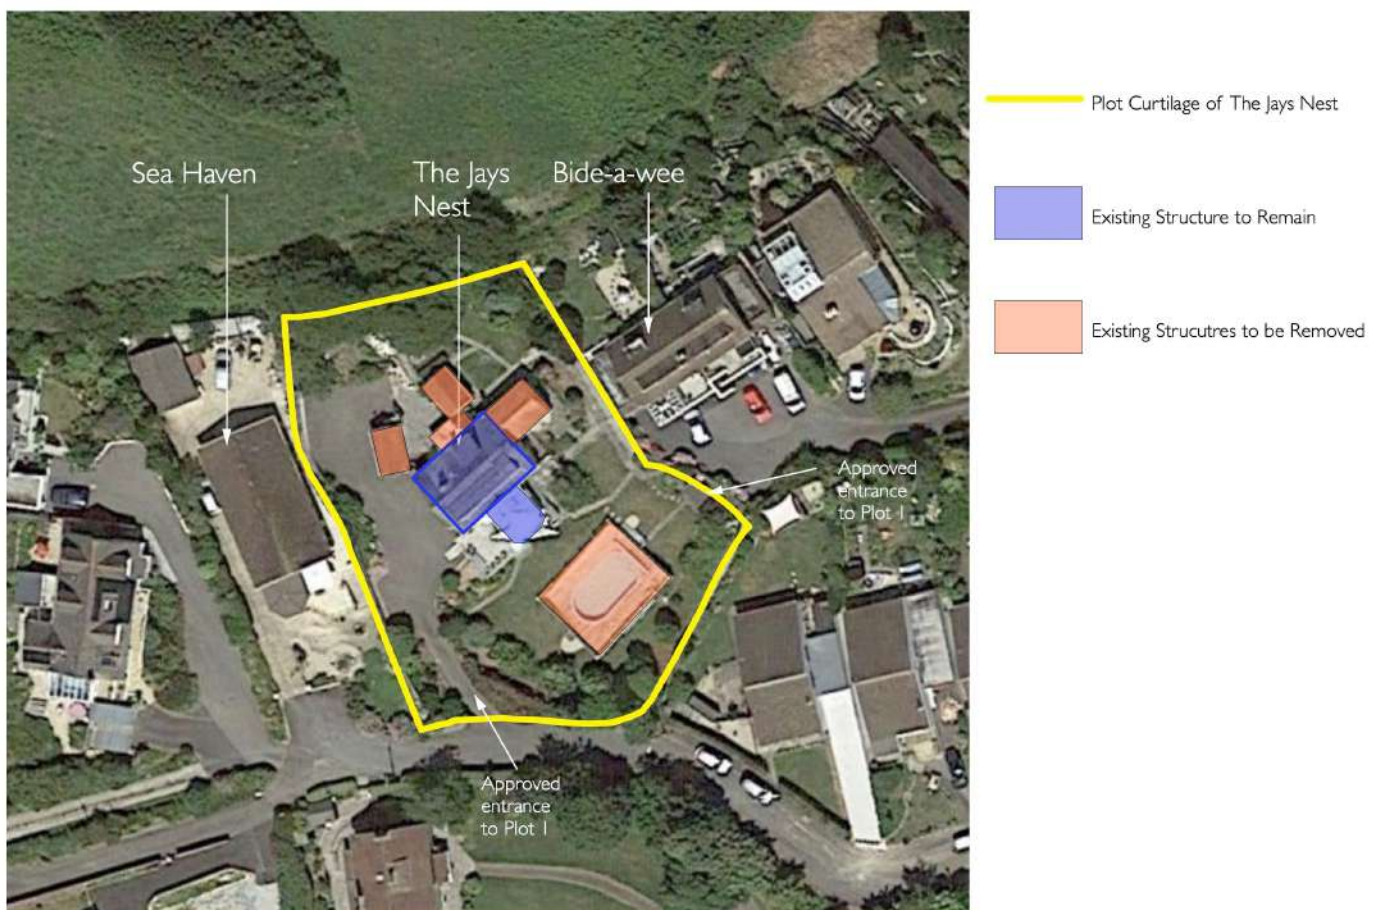 Sea Haven
The Jays
Nest
Bide-a-wee
Approved
entrance
to Plot 1
Approved
entrance
to Plot 1
Plot Curtilage of The Jays Nest
Existing Structure to Remain
Existing Strucutres to be Removed